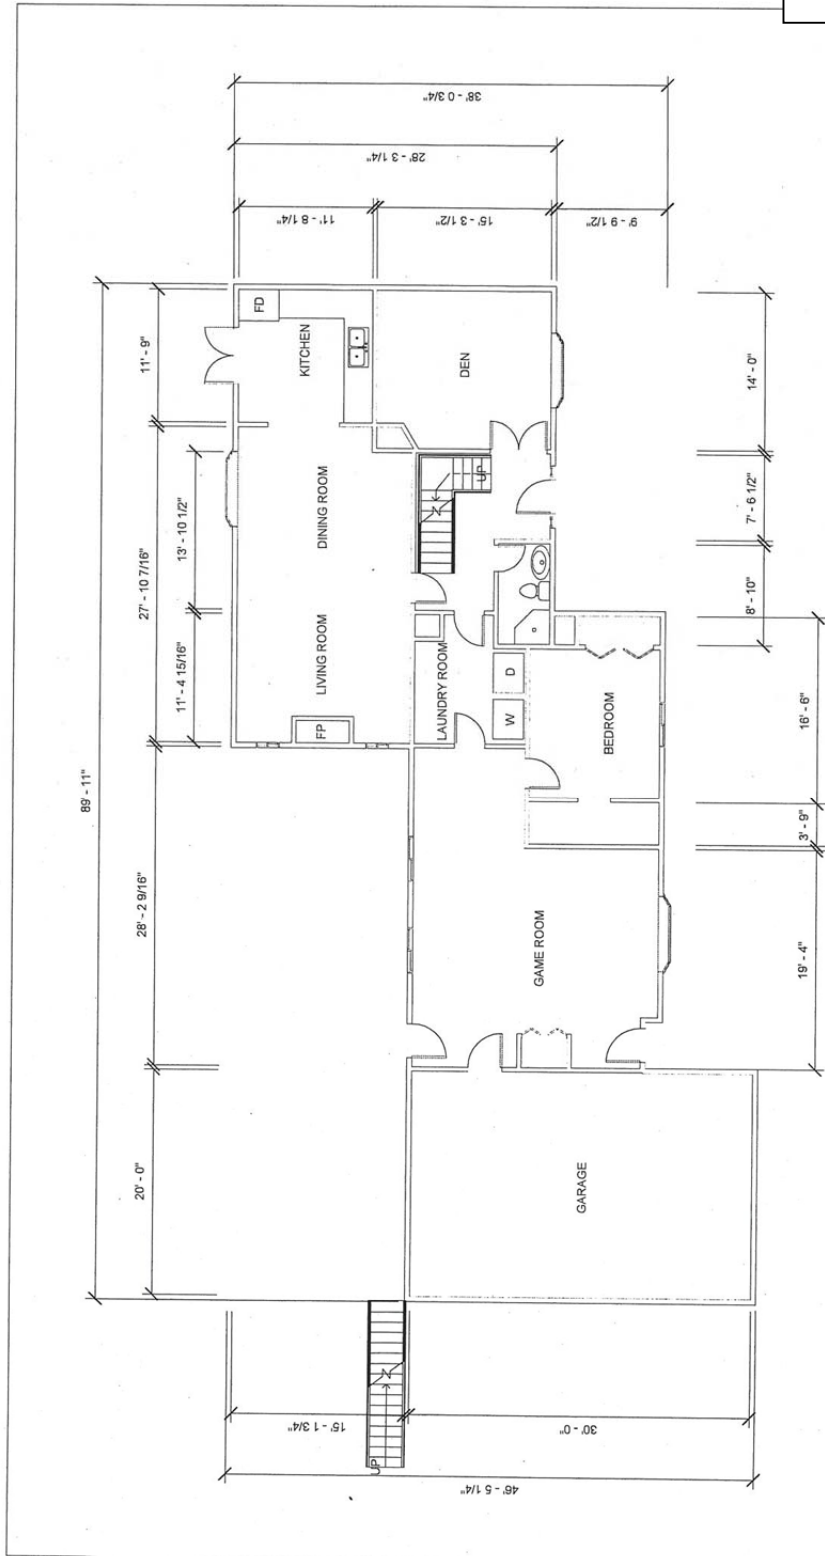 89' - 11"
20' - 0"
28' - 2 9/16"
27' - 10 7/16"
11' - 9"
11' - 4 15/16"
13' - 10 1/2"
38' - 0 3/4"
28' - 3 1/4"
11' - 8 1/4"
15' - 3 1/2"
9' - 9 1/2"
FD
KITCHEN
DEN
DINING ROOM
LIVING ROOM
FP
UP
LAUNDRY ROOM
W
D
BEDROOM
GAME ROOM
GARAGE
14' - 0"
7' - 6 1/2"
8' - 10"
16' - 6"
3' - 9"
19' - 4"
UP
15' - 1 3/4"
30' - 0"
46' - 5 1/4"